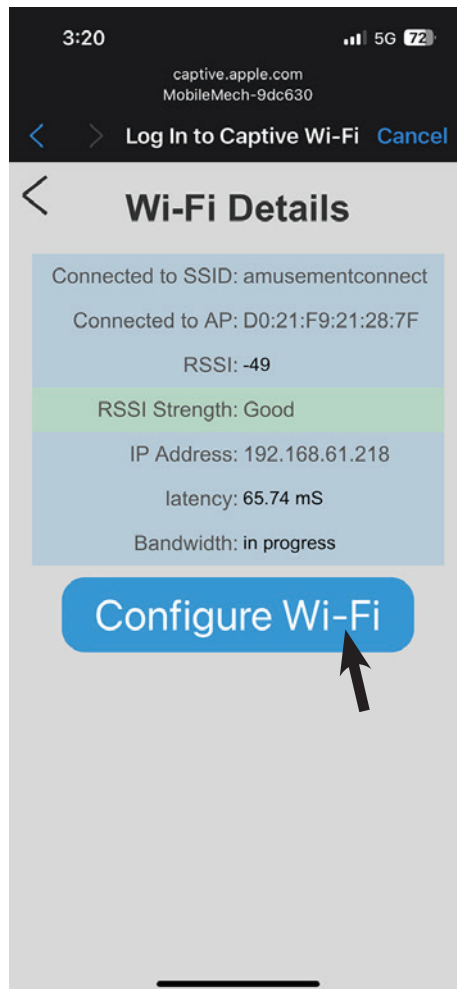 3:20 5G 72
captive.apple.com
MobileMech-9dc630
Log In to Captive Wi-Fi Cancel
Wi-Fi Details
Connected to SSID: amusementconnect
Connected to AP: D0:21:F9:21:28:7F
RSSI: -49
RSSI Strength: Good
IP Address: 192.168.61.218
latency: 65.74 mS
Bandwidth: in progress
Configure Wi-Fi